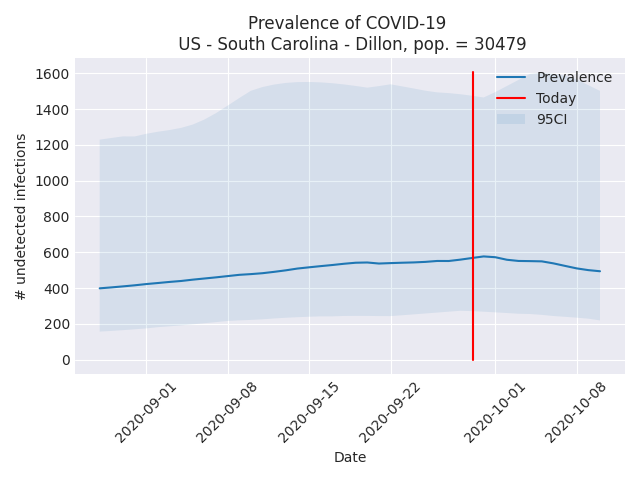 Prevalence of COVID-19
US - South Carolina - Dillon, pop. = 30479
Prevalence
Today
95CI
# undetected infections
1600
1400
1200
1000
800
600
400
200
0
2020-09-01
2020-09-08
2020-09-15
2020-09-22
2020-10-01
2020-10-08
Date